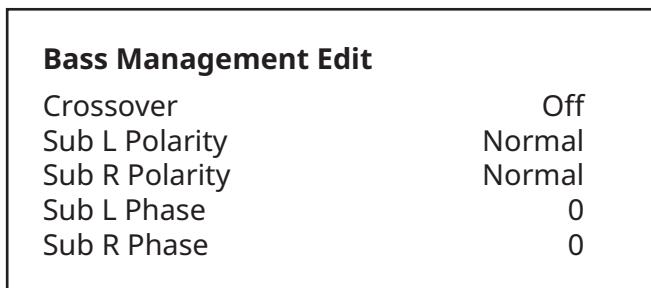 Bass Management Edit
Crossover Off
Sub L Polarity Normal
Sub R Polarity Normal
Sub L Phase 0
Sub R Phase 0